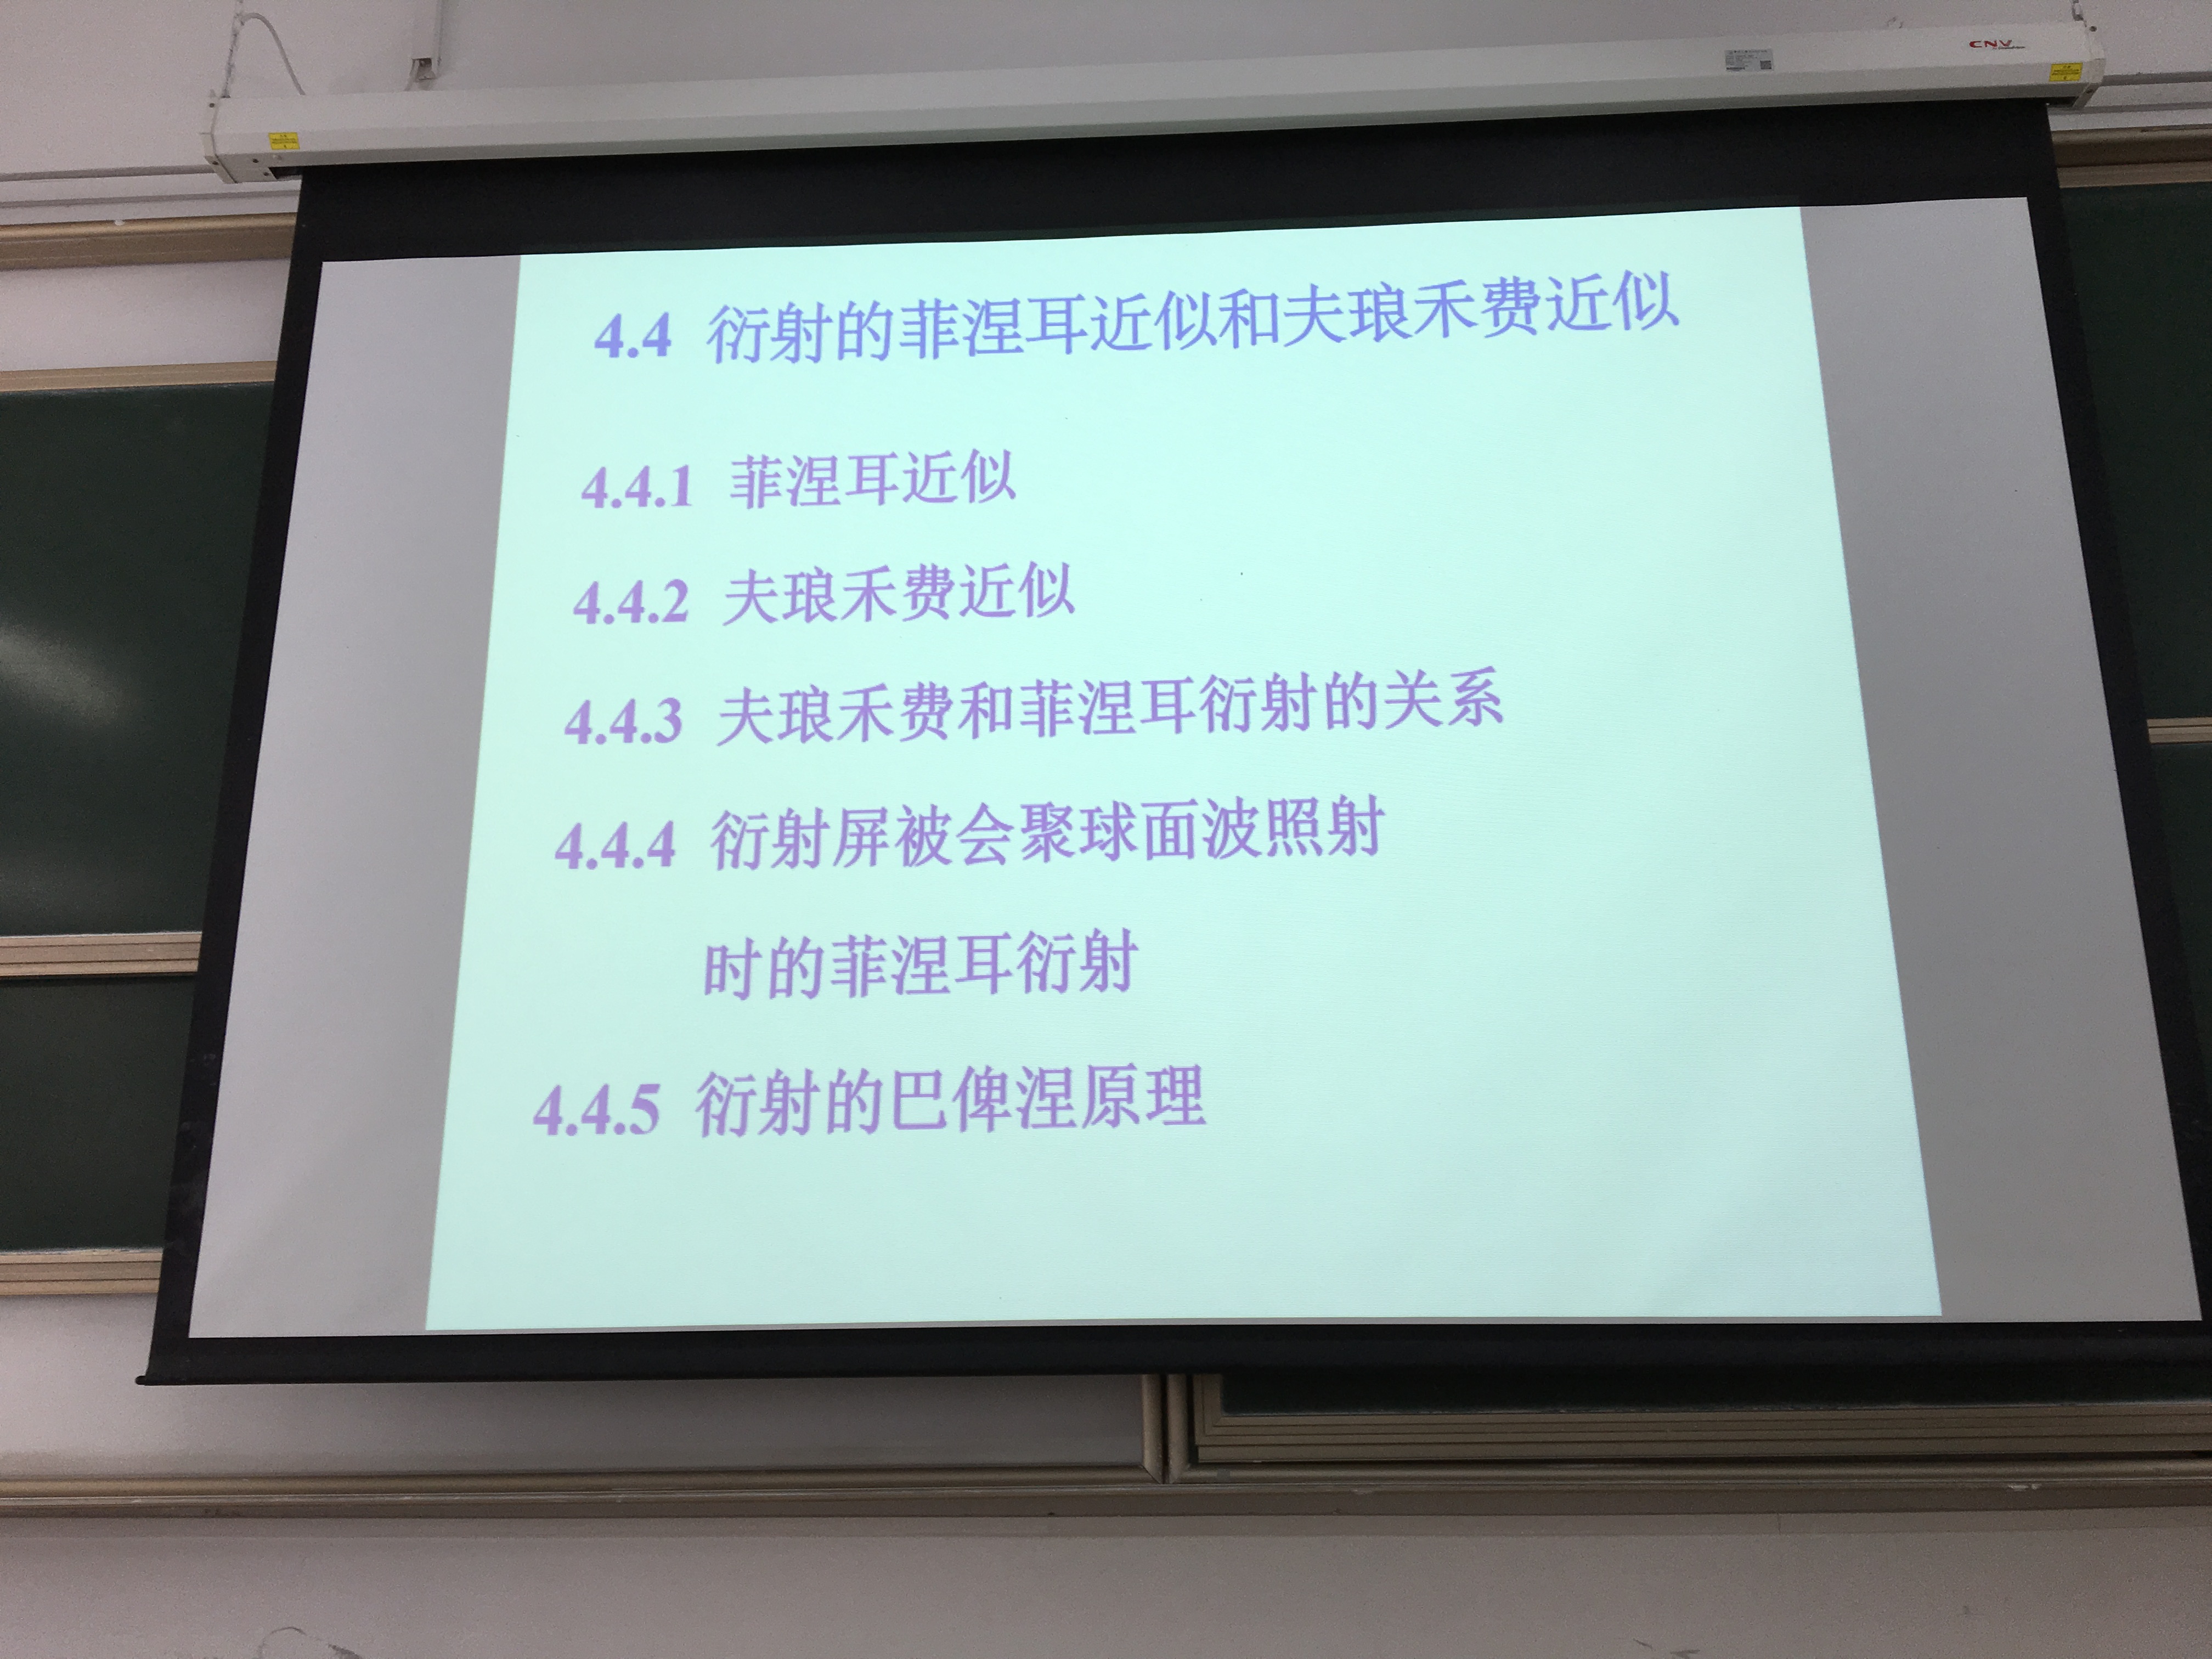 CNV
4.4 衍射的菲涅耳近似和夫琅禾费近似
4.4.1 菲涅耳近似
4.4.2 夫琅禾费近似
4.4.3 夫琅禾费和菲涅耳衍射的关系
4.4.4 衍射屏被会聚球面波照射
时的菲涅耳衍射
4.4.5 衍射的巴俾涅原理